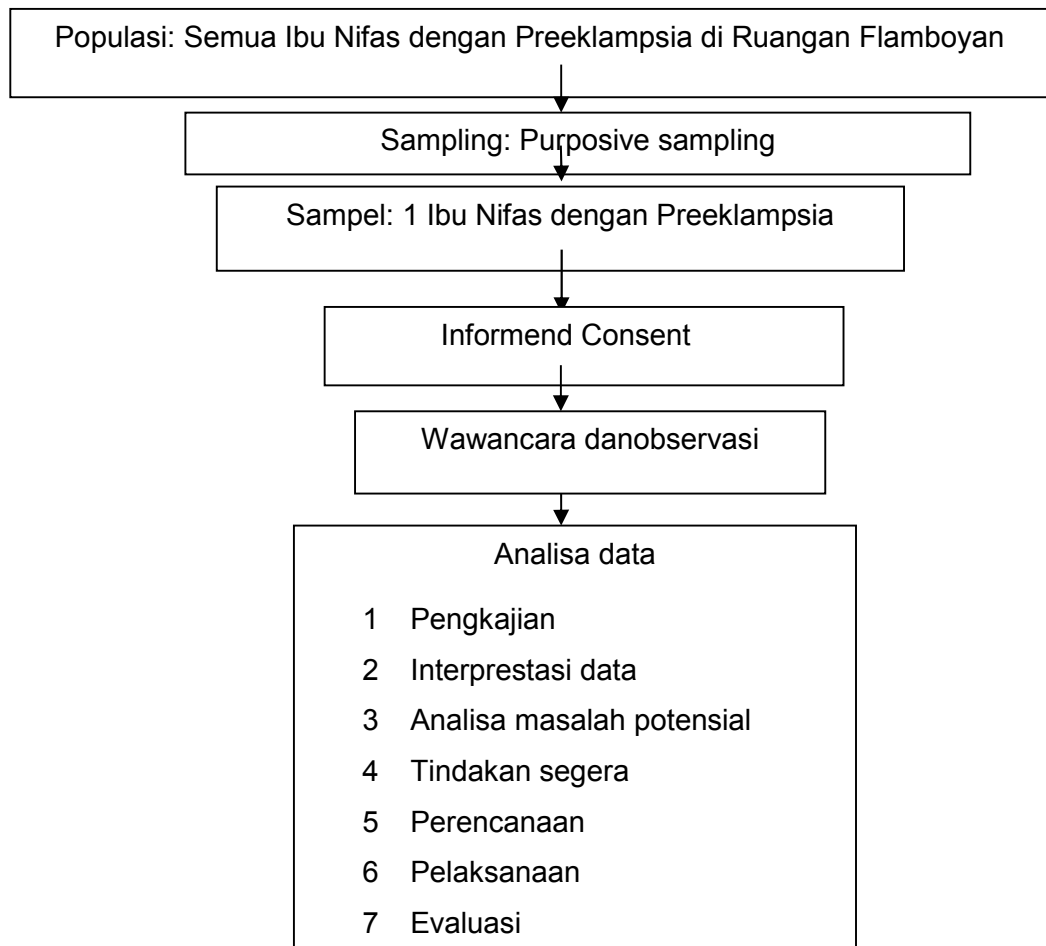 Populasi: Semua Ibu Nifas dengan Preeklampsia di Ruangan Flamboyan
Sampling: Purposive sampling
Sampel: 1 Ibu Nifas dengan Preeklampsia
Informend Consent
Wawancara danobservasi
Analisa data
1 Pengkajian
2 Interprestasi data
3 Analisa masalah potensial
4 Tindakan segera
5 Perencanaan
6 Pelaksanaan
7 Evaluasi